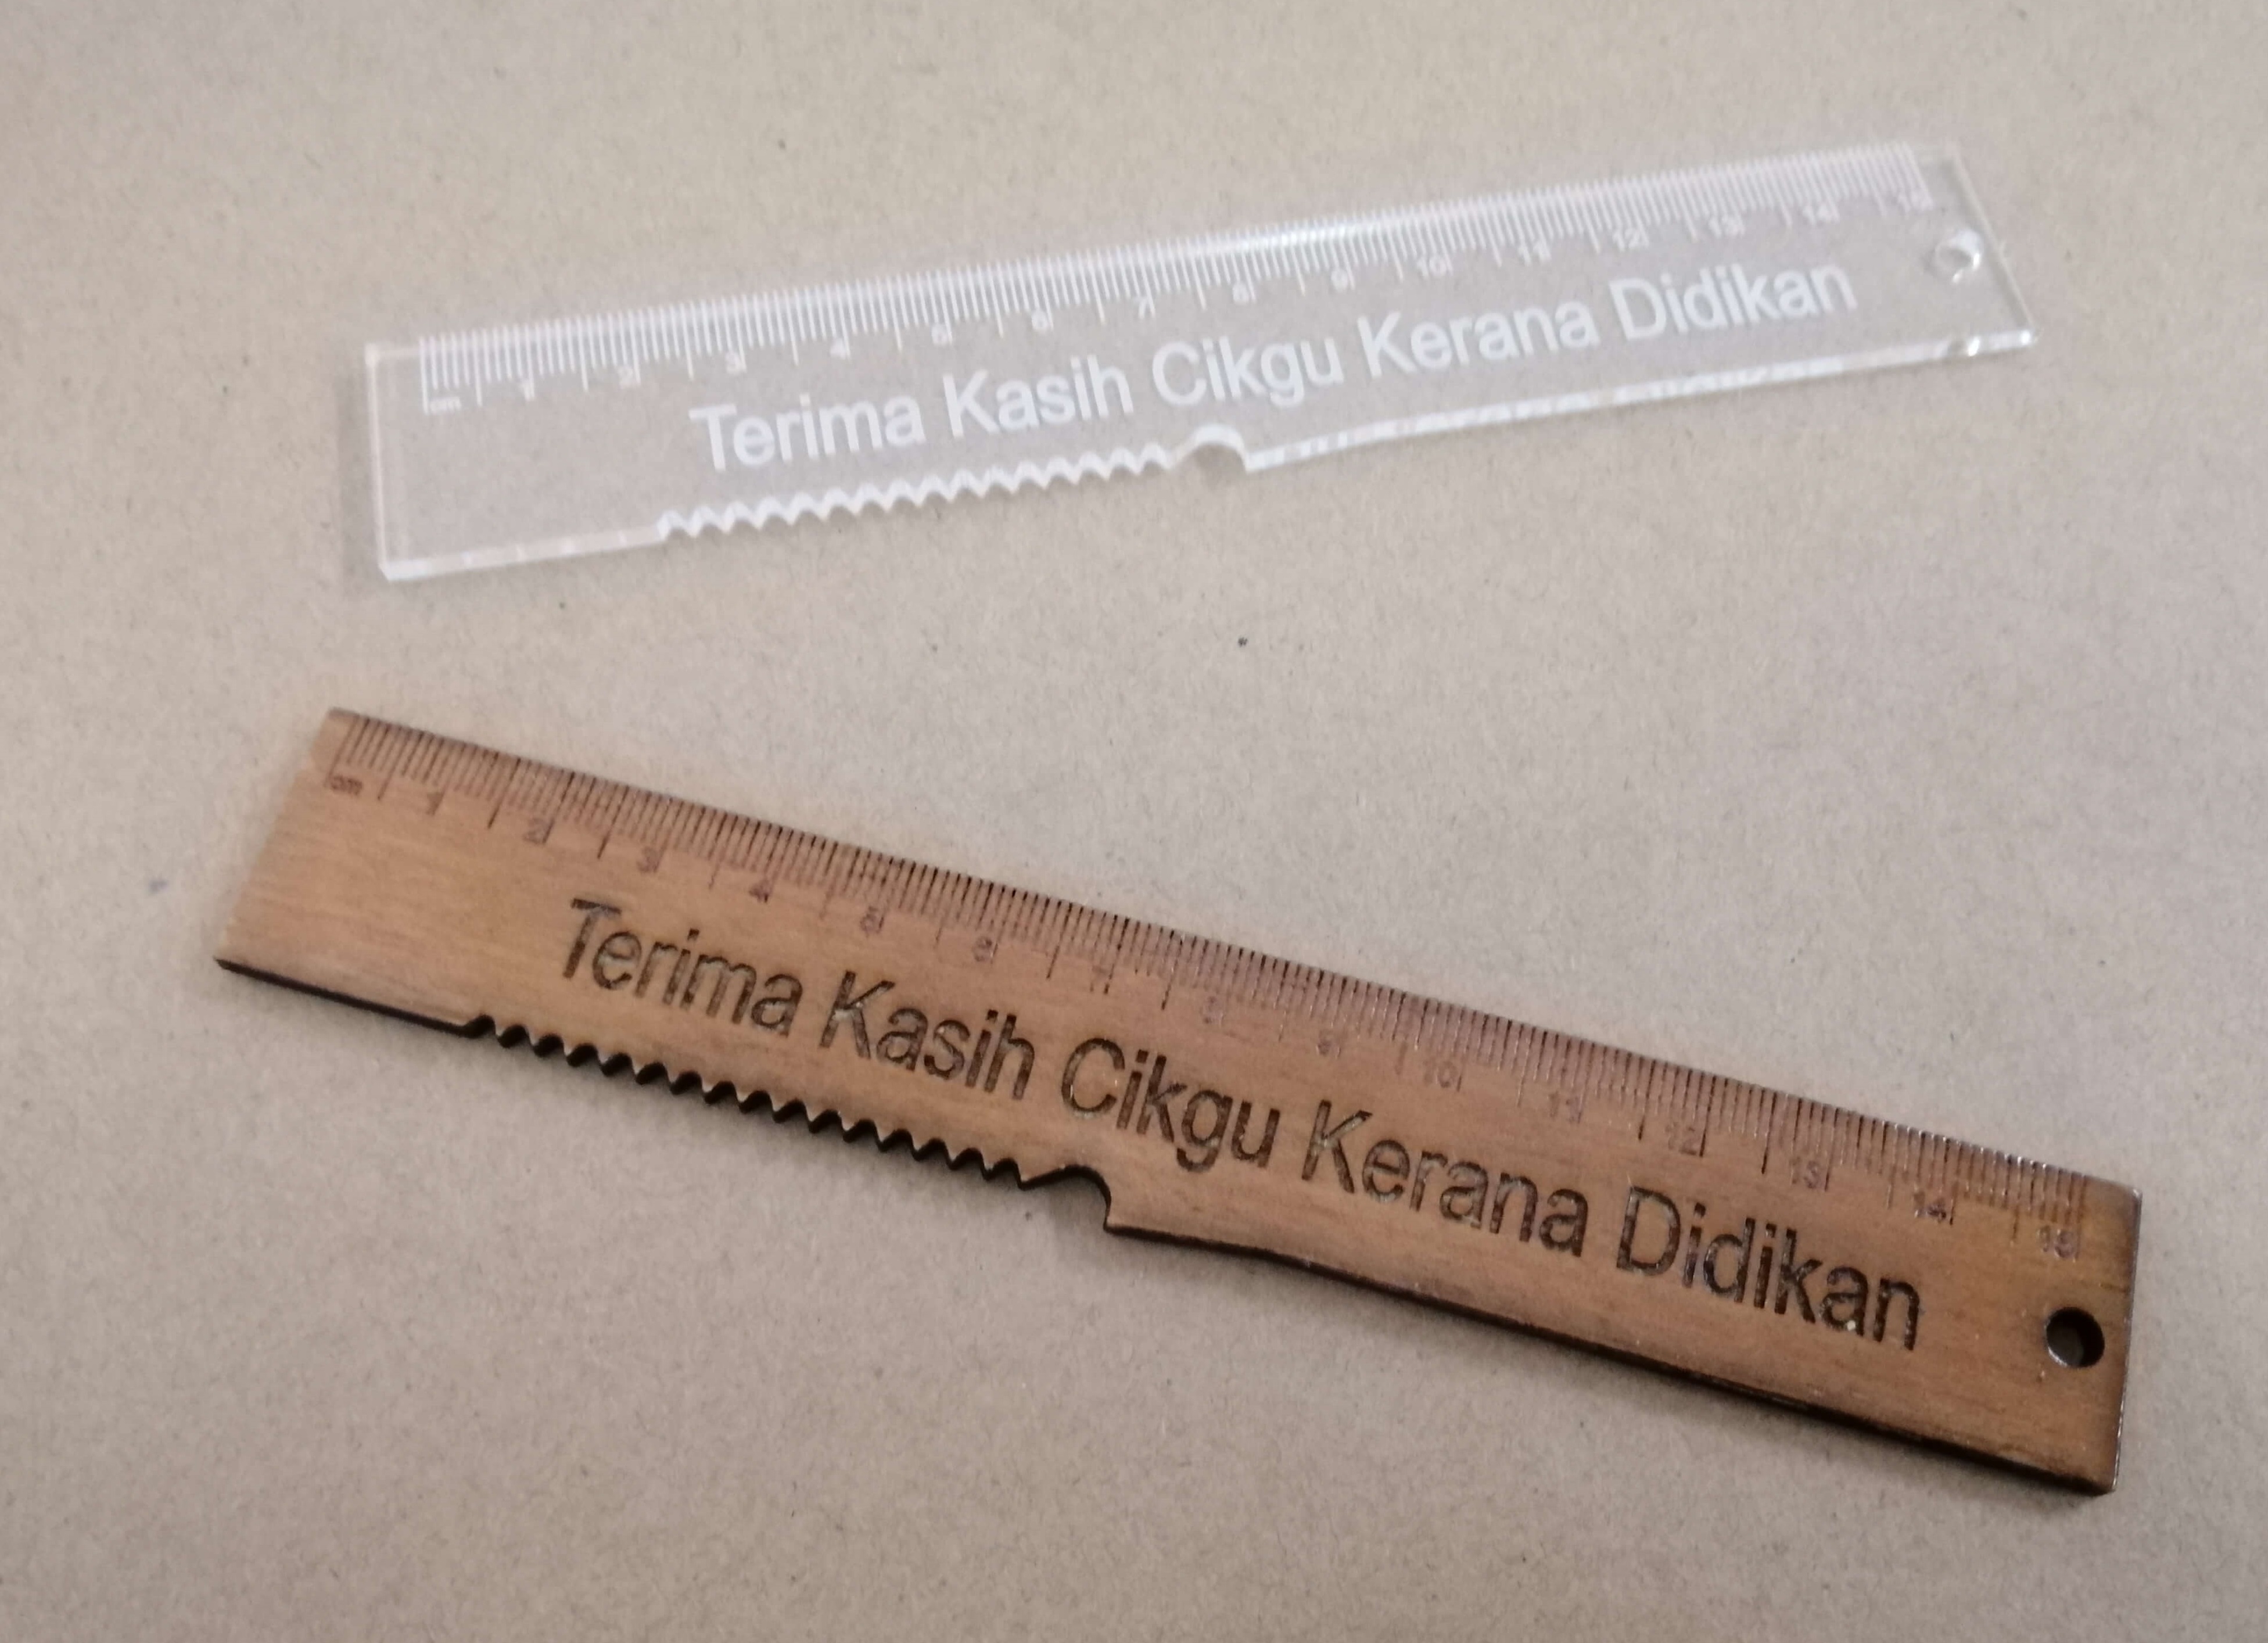 cm 1 2 3 4 5 6 7 8 9 10 11 12 13 14 15
Terima Kasih Cikgu Kerana Didikan
cm 1 2 3 4 5 6 7 8 9 10 11 12 13 14 15
Terima Kasih Cikgu Kerana Didikan